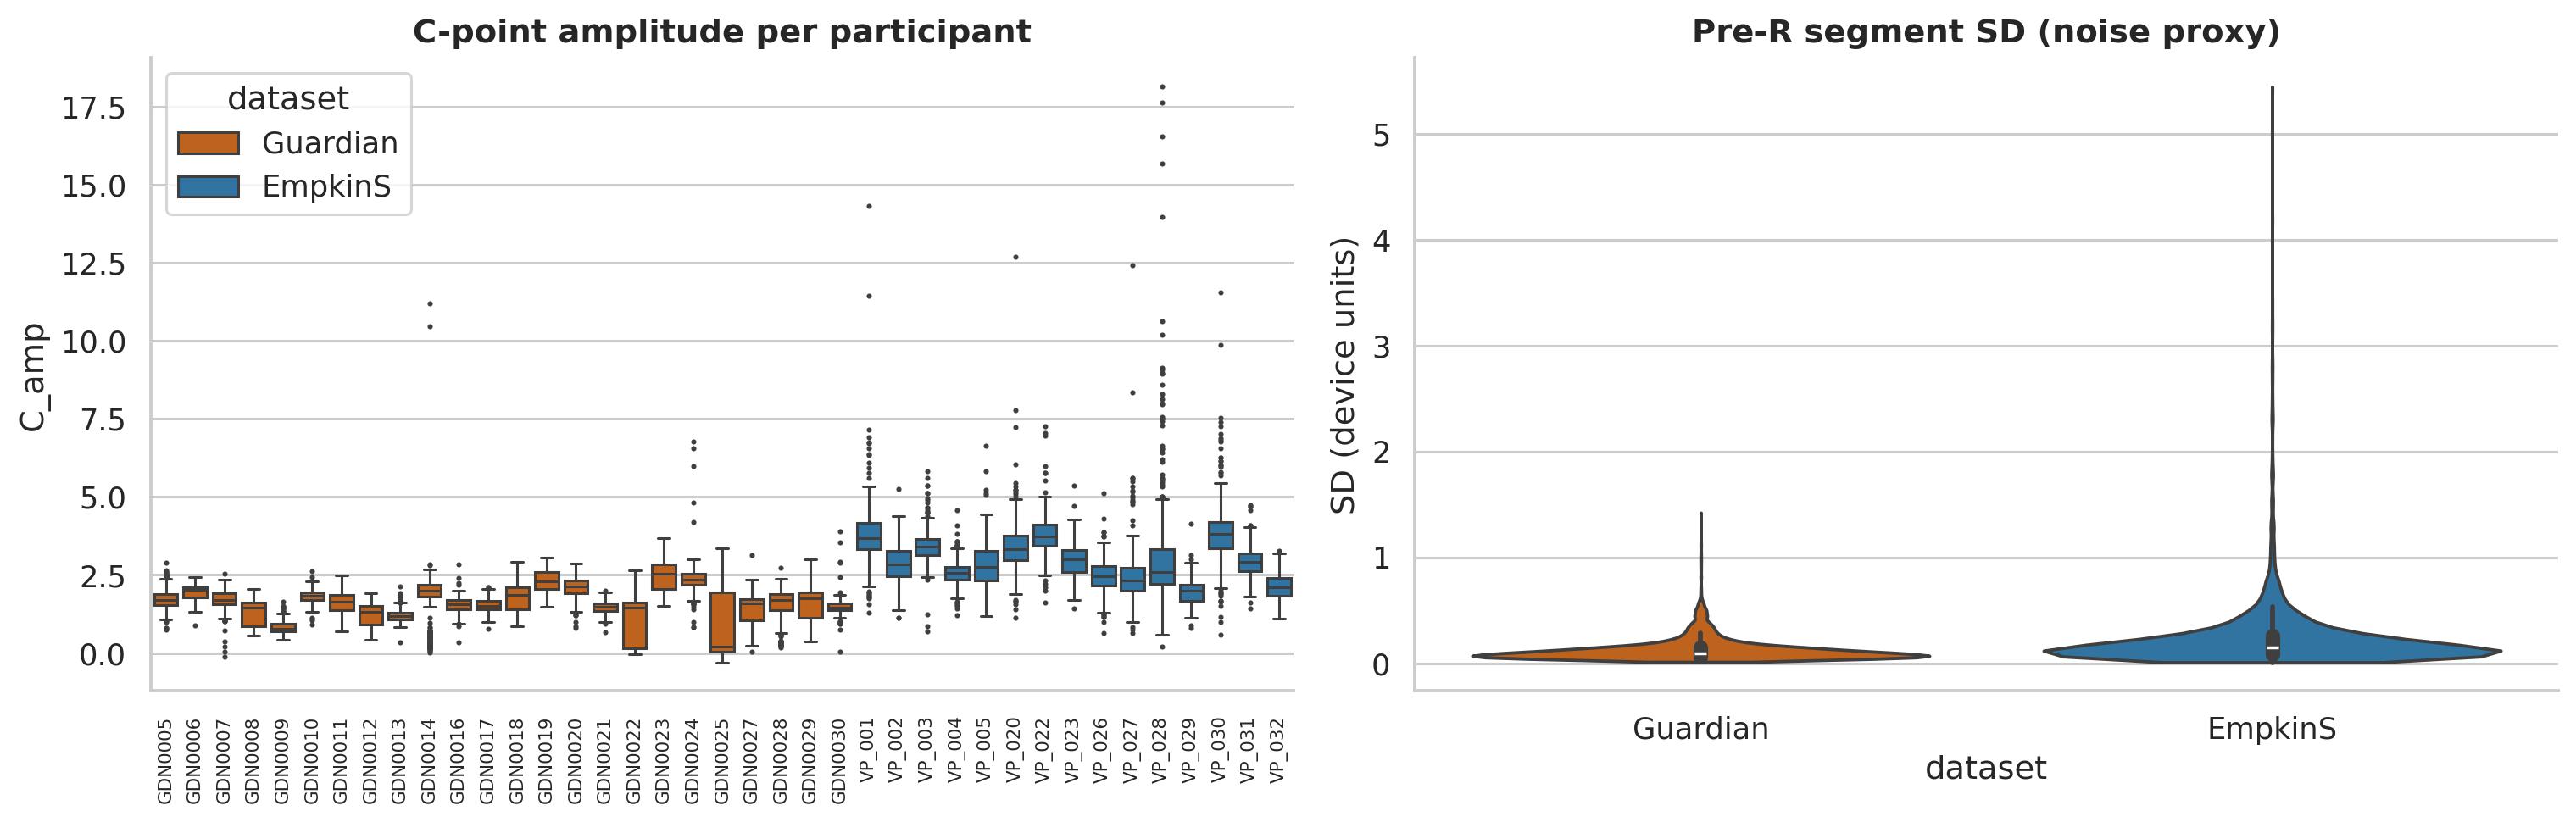 C-point amplitude per participant
dataset
Guardian
EmpkinS
C_amp
17.5
15.0
12.5
10.0
7.5
5.0
2.5
0.0
GDN0005
GDN0006
GDN0007
GDN0008
GDN0009
GDN0010
GDN0011
GDN0012
GDN0013
GDN0014
GDN0016
GDN0017
GDN0018
GDN0019
GDN0020
GDN0021
GDN0022
GDN0023
GDN0024
GDN0025
GDN0027
GDN0028
GDN0029
GDN0030
VP_001
VP_002
VP_003
VP_004
VP_005
VP_020
VP_022
VP_023
VP_026
VP_027
VP_028
VP_029
VP_030
VP_031
VP_032
Pre-R segment SD (noise proxy)
SD (device units)
5
4
3
2
1
0
Guardian
EmpkinS
dataset